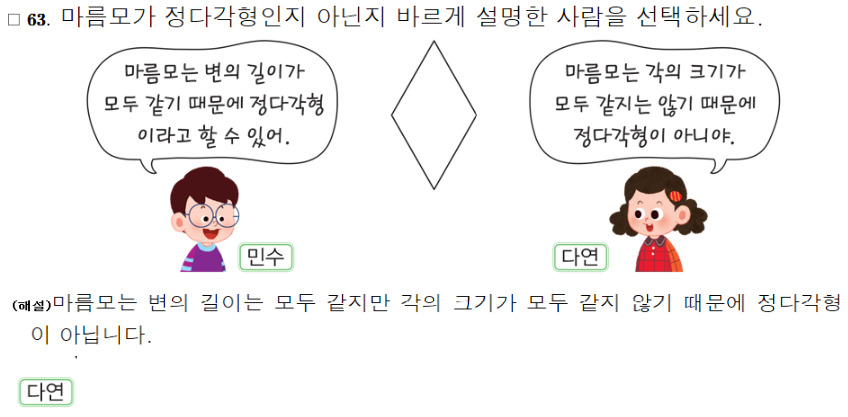 □ 63. 마름모가 정다각형인지 아닌지 바르게 설명한 사람을 선택하세요.
마름모는 변의 길이가
모두 같기 때문에 정다각형
이라고 할 수 있어.
민수
마름모는 각의 크기가
모두 같지는 않기 때문에
정다각형이 아니야.
다연
(해설)마름모는 변의 길이는 모두 같지만 각의 크기가 모두 같지 않기 때문에 정다각형
이 아닙니다.
다연